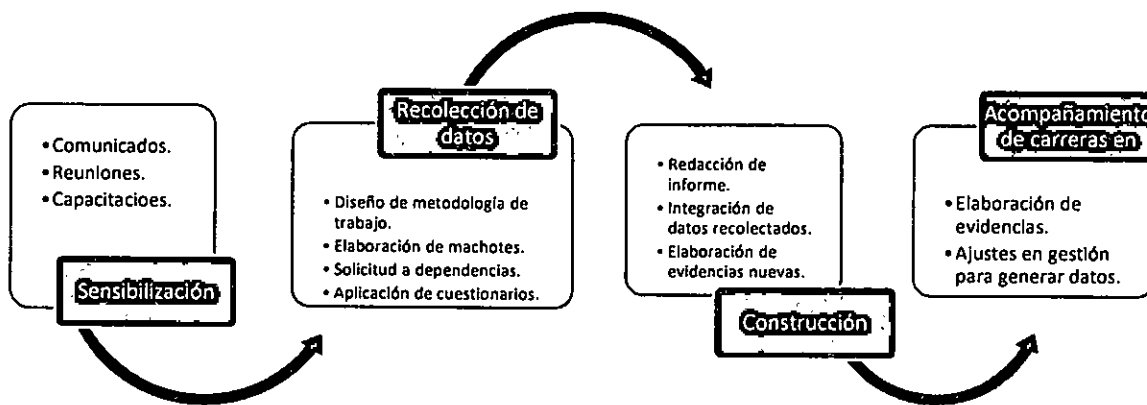 • Comunicados.
• Reuniones.
• Capacitacioes.
Sensibilización
Recolección de
datos
• Diseño de metodología de
trabajo.
• Elaboración de machotes.
• Solicitud a dependencias.
• Aplicación de cuestionarios.
• Redacción de
informe.
• Integración de
datos recolectados.
• Elaboración de
evidencias nuevas.
Construcción
Acompañamiento
de carreras en
• Elaboración de
evidencias.
• Ajustes en gestión
para generar datos.